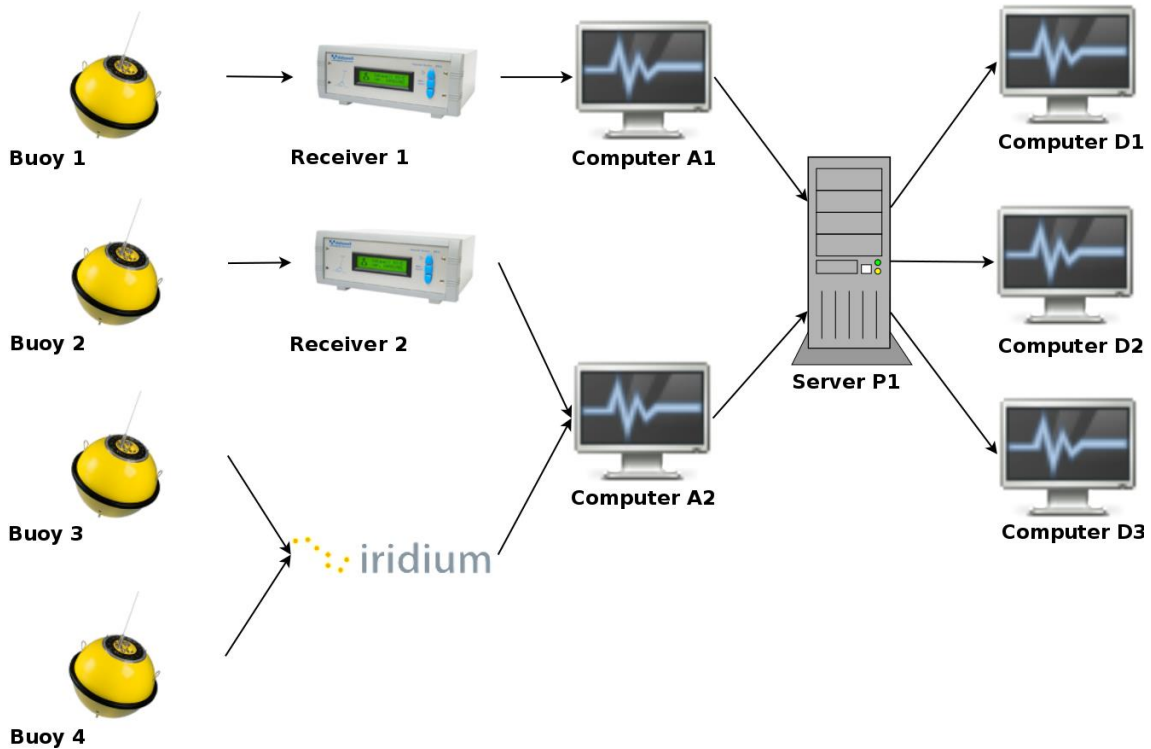 Buoy 1
Receiver 1
Computer A1
Computer D1
Buoy 2
Receiver 2
Server P1
Computer D2
Buoy 3
iridium
Computer A2
Computer D3
Buoy 4